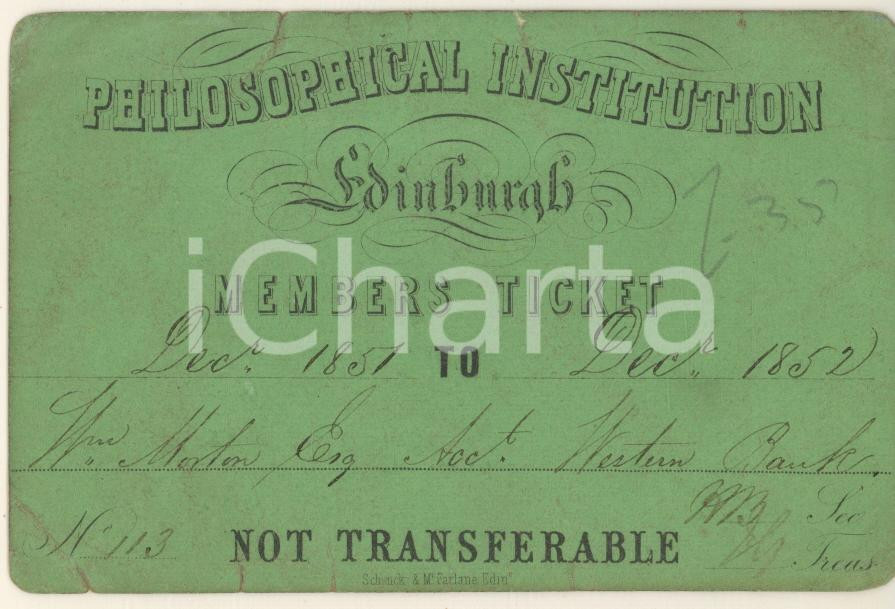 PHILOSOPHICAL INSTITUTION
Edinburgh
£.35
MEMBERS TICKET
iCharta
Decr. 1851 TO Decr. 1852
Wm. Morton Esq Acct. Western Bank.
No 113 NOT TRANSFERABLE
Sec
Treas
Schenck & McFarlane, Edinr